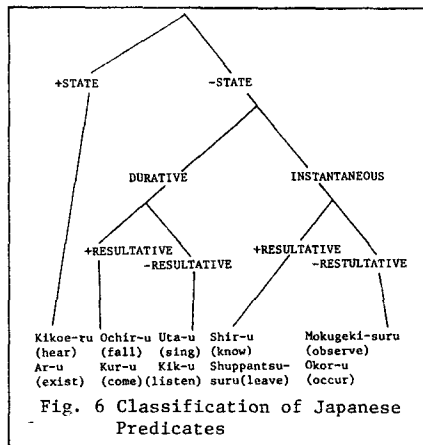 +STATE -STATE
DURATIVE INSTANTANEOUS
+RESULTATIVE +RESULTATIVE
-RESULTATIVE -RESTULTATIVE
Kikoe-ru Ochir-u Uta-u Shir-u Mokugeki-suru
(hear) (fall) (sing) (know) (observe)
Ar-u Kur-u Kik-u Shuppantsu- Okor-u
(exist) (come) (listen) suru(leave) (occur)
Fig. 6 Classification of Japanese
Predicates